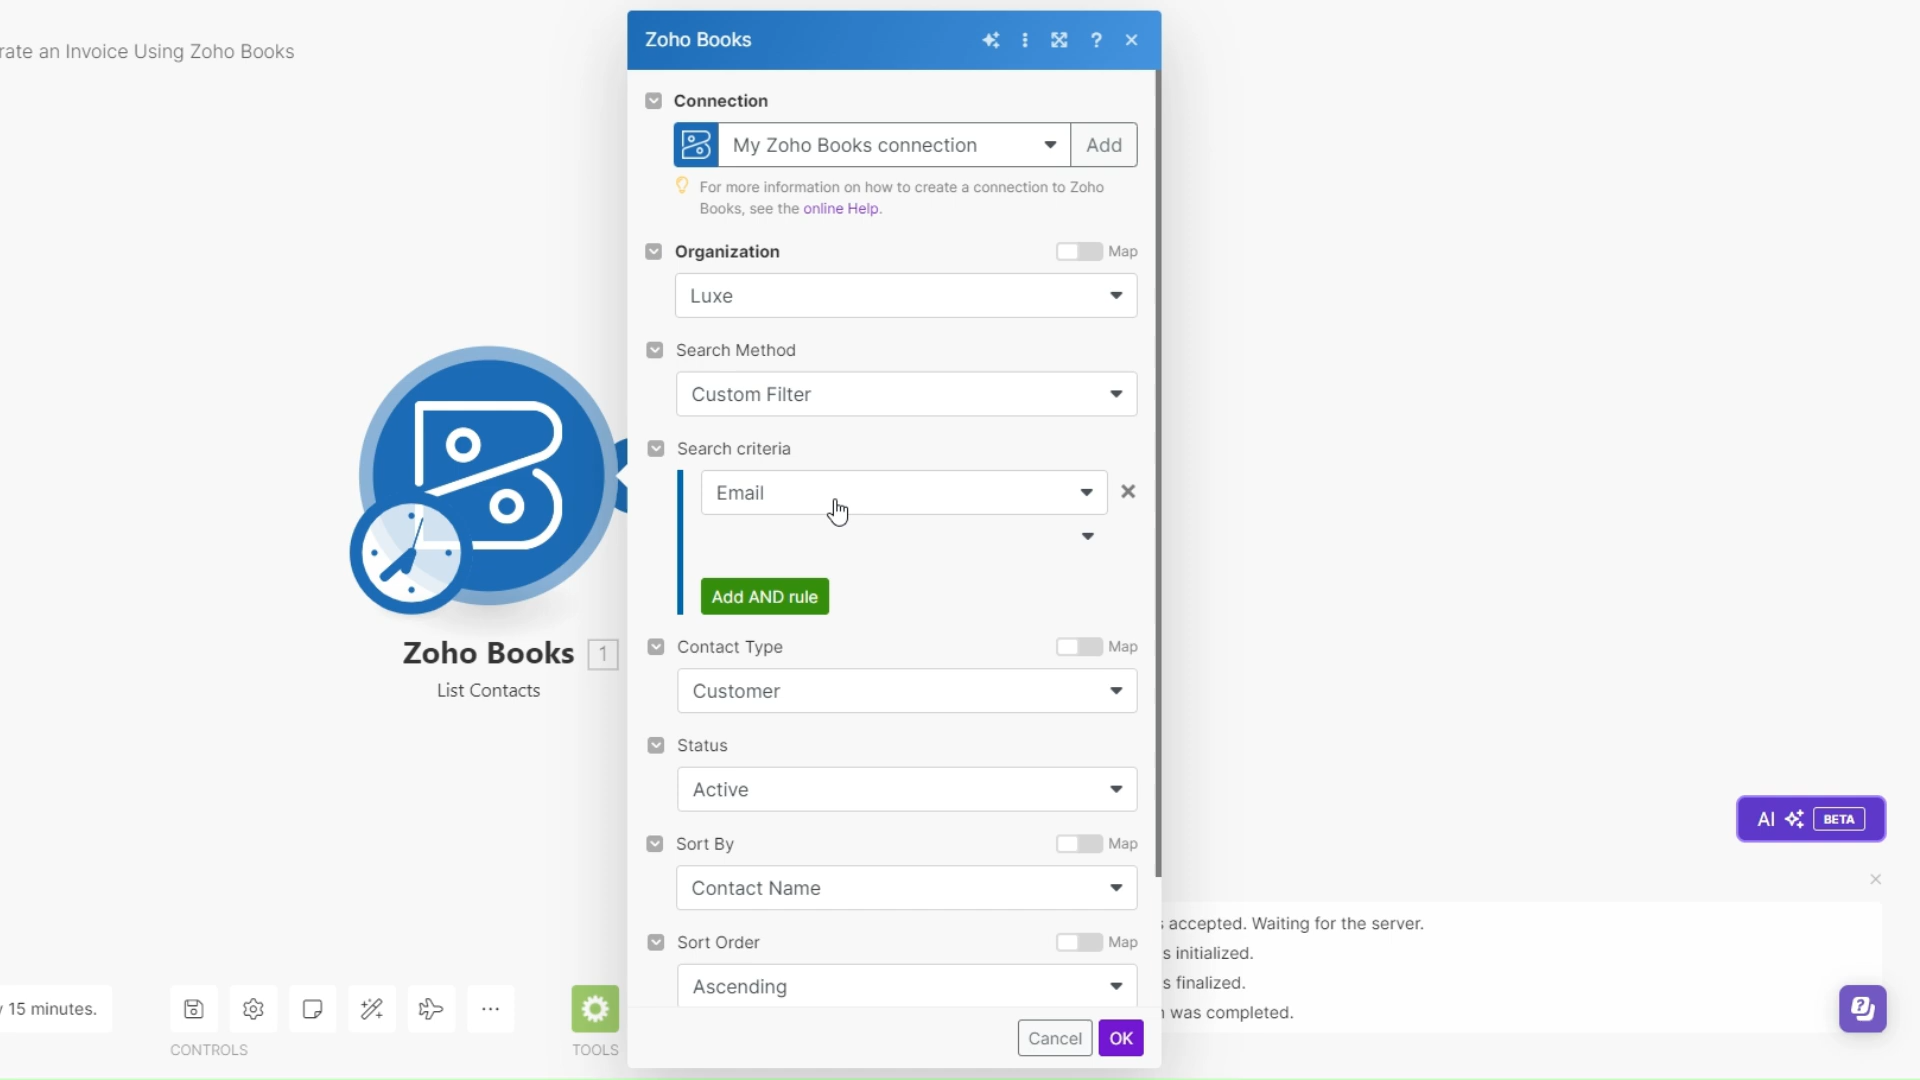 rate an Invoice Using Zoho Books
Zoho Books
?
Connection
My Zoho Books connection
Add
For more information on how to create a connection to Zoho
Books, see the online Help.
Organization
Map
Luxe
Search Method
Custom Filter
Search criteria
Email
Add AND rule
Contact Type
Map
Customer
Status
Active
Sort By
Map
Contact Name
Sort Order
Map
Ascending
Cancel
OK
Zoho Books 1
List Contacts
AI BETA
accepted. Waiting for the server.
s initialized.
s finalized.
was completed.
15 minutes.
CONTROLS
TOOLS